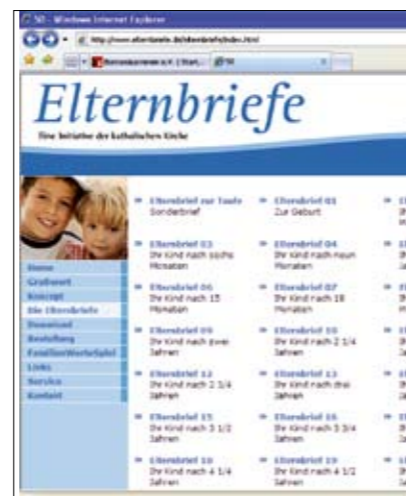 50 - Windows Internet Explorer
Elternbriefe
Eine Initiative der katholischen Kirche
Home
Grußwort
Konzept
Die Elternbriefe
Download
Bestellung
FamilienWerteSpiel
Links
Service
Kontakt
Elternbrief zur Taufe
Sonderbrief
Elternbrief 01
Zur Geburt
Elternbrief 03
Ihr Kind nach sechs
Monaten
Elternbrief 04
Ihr Kind nach neun
Monaten
Elternbrief 06
Ihr Kind nach 15
Monaten
Elternbrief 07
Ihr Kind nach 18
Monaten
Elternbrief 09
Ihr Kind nach zwei
Jahren
Elternbrief 10
Ihr Kind nach 2 1/4
Jahren
Elternbrief 12
Ihr Kind nach 2 3/4
Jahren
Elternbrief 13
Ihr Kind nach drei
Jahren
Elternbrief 15
Ihr Kind nach 3 1/2
Jahren
Elternbrief 16
Ihr Kind nach 3 3/4
Jahren
Elternbrief 18
Ihr Kind nach 4 1/4
Jahren
Elternbrief 19
Ihr Kind nach 4 1/2
Jahren